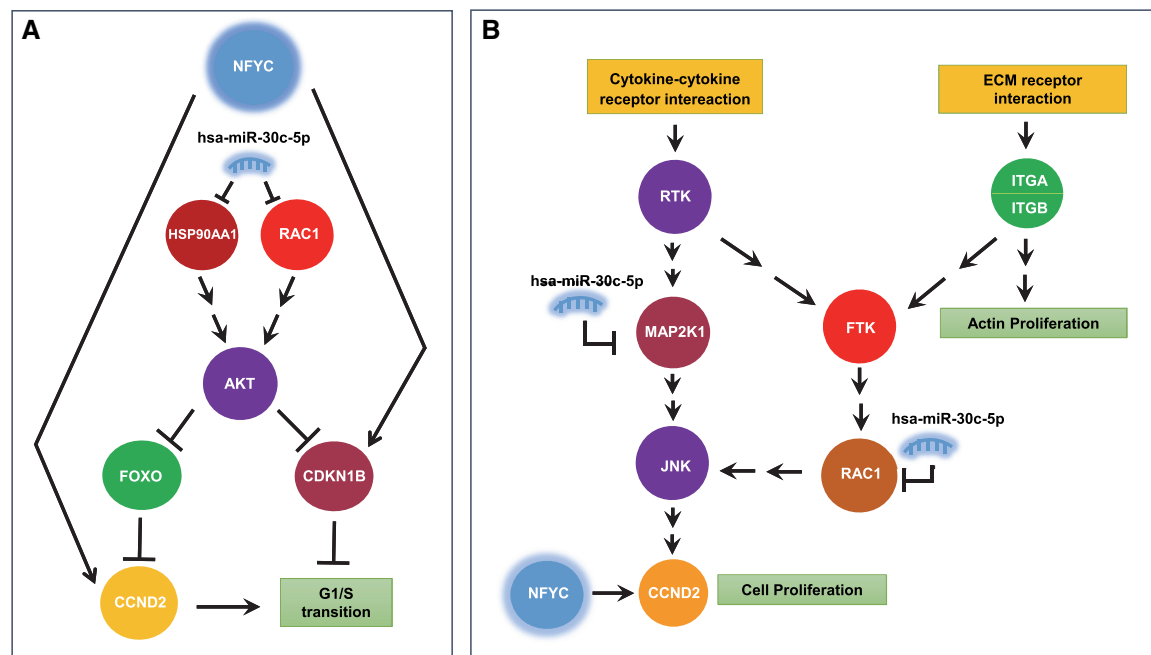 A
NFYC
hsa-miR-30c-5p
HSP90AA1
RAC1
AKT
FOXO
CDKN1B
CCND2
G1/S
transition
B
Cytokine-cytokine
receptor intereaction
ECM receptor
interaction
RTK
ITGA
ITGB
hsa-miR-30c-5p
MAP2K1
FTK
Actin Proliferation
hsa-miR-30c-5p
JNK
RAC1
NFYC
CCND2
Cell Proliferation